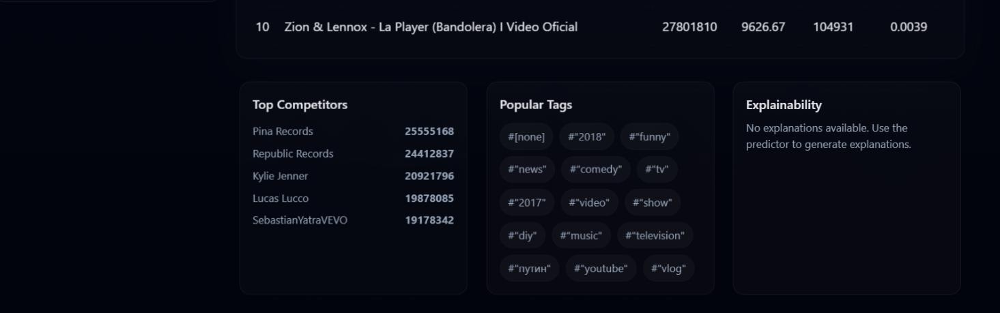 10 Zion & Lennox - La Player (Bandolera) I Video Oficial 27801810 9626.67 104931 0.0039
Top Competitors
Pina Records 25555168
Republic Records 24412837
Kylie Jenner 20921796
Lucas Lucco 19878085
SebastianYatraVEVO 19178342
Popular Tags
#[none] #"2018" #"funny"
#"news" #"comedy" #"tv"
#"2017" #"video" #"show"
#"diy" #"music" #"television"
#"путин" #"youtube" #"vlog"
Explainability
No explanations available. Use the
predictor to generate explanations.